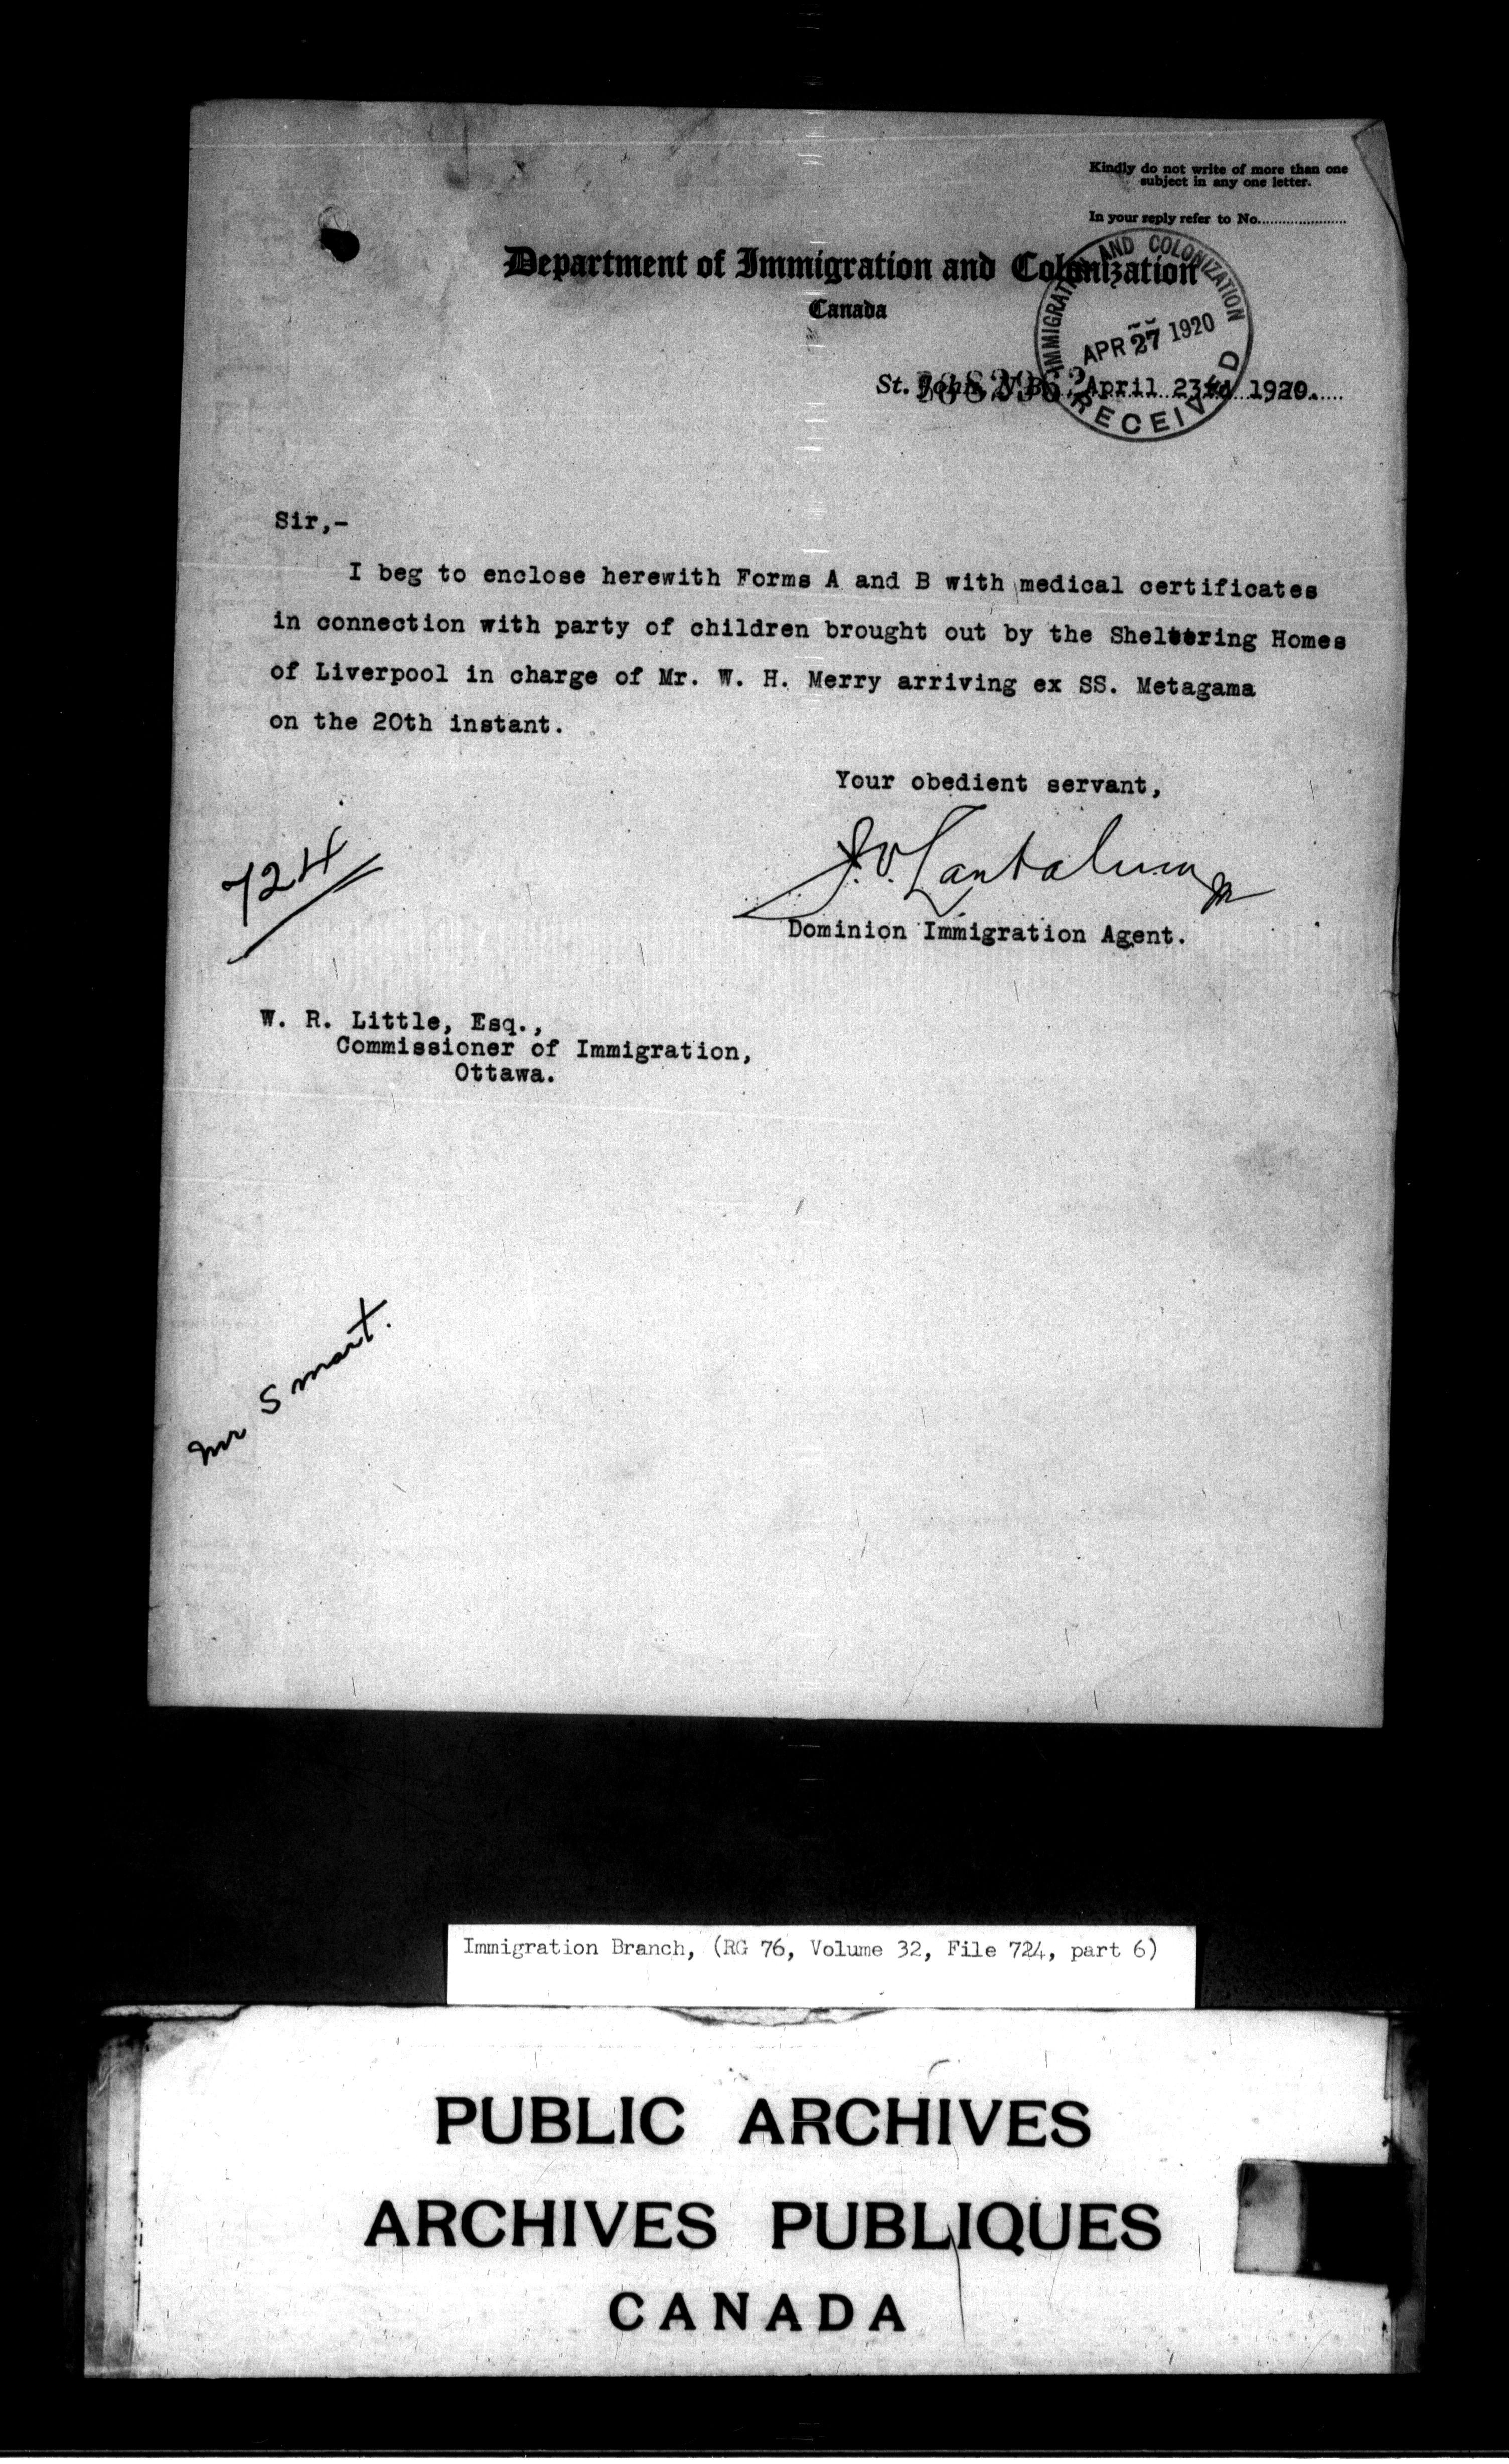 Kindly do not write of more than one
subject in any one letter.
In your reply refer to No....................
Department of Immigration and Colonization
Canada
IMMIGRATION AND COLONIZATION
APR 27 1920
RECEIVED
St. John, N.B., April 23rd 1920.
Sir,-
I beg to enclose herewith Forms A and B with medical certificates
in connection with party of children brought out by the Sheltering Homes
of Liverpool in charge of Mr. W. H. Merry arriving ex SS. Metagama
on the 20th instant.
Your obedient servant,
J.V. Lantalum
Dominion Immigration Agent.
724
W. R. Little, Esq.,
Commissioner of Immigration,
Ottawa.
Mr Smart.
Immigration Branch, (RG 76, Volume 32, File 724, part 6)
PUBLIC ARCHIVES
ARCHIVES PUBLIQUES
CANADA